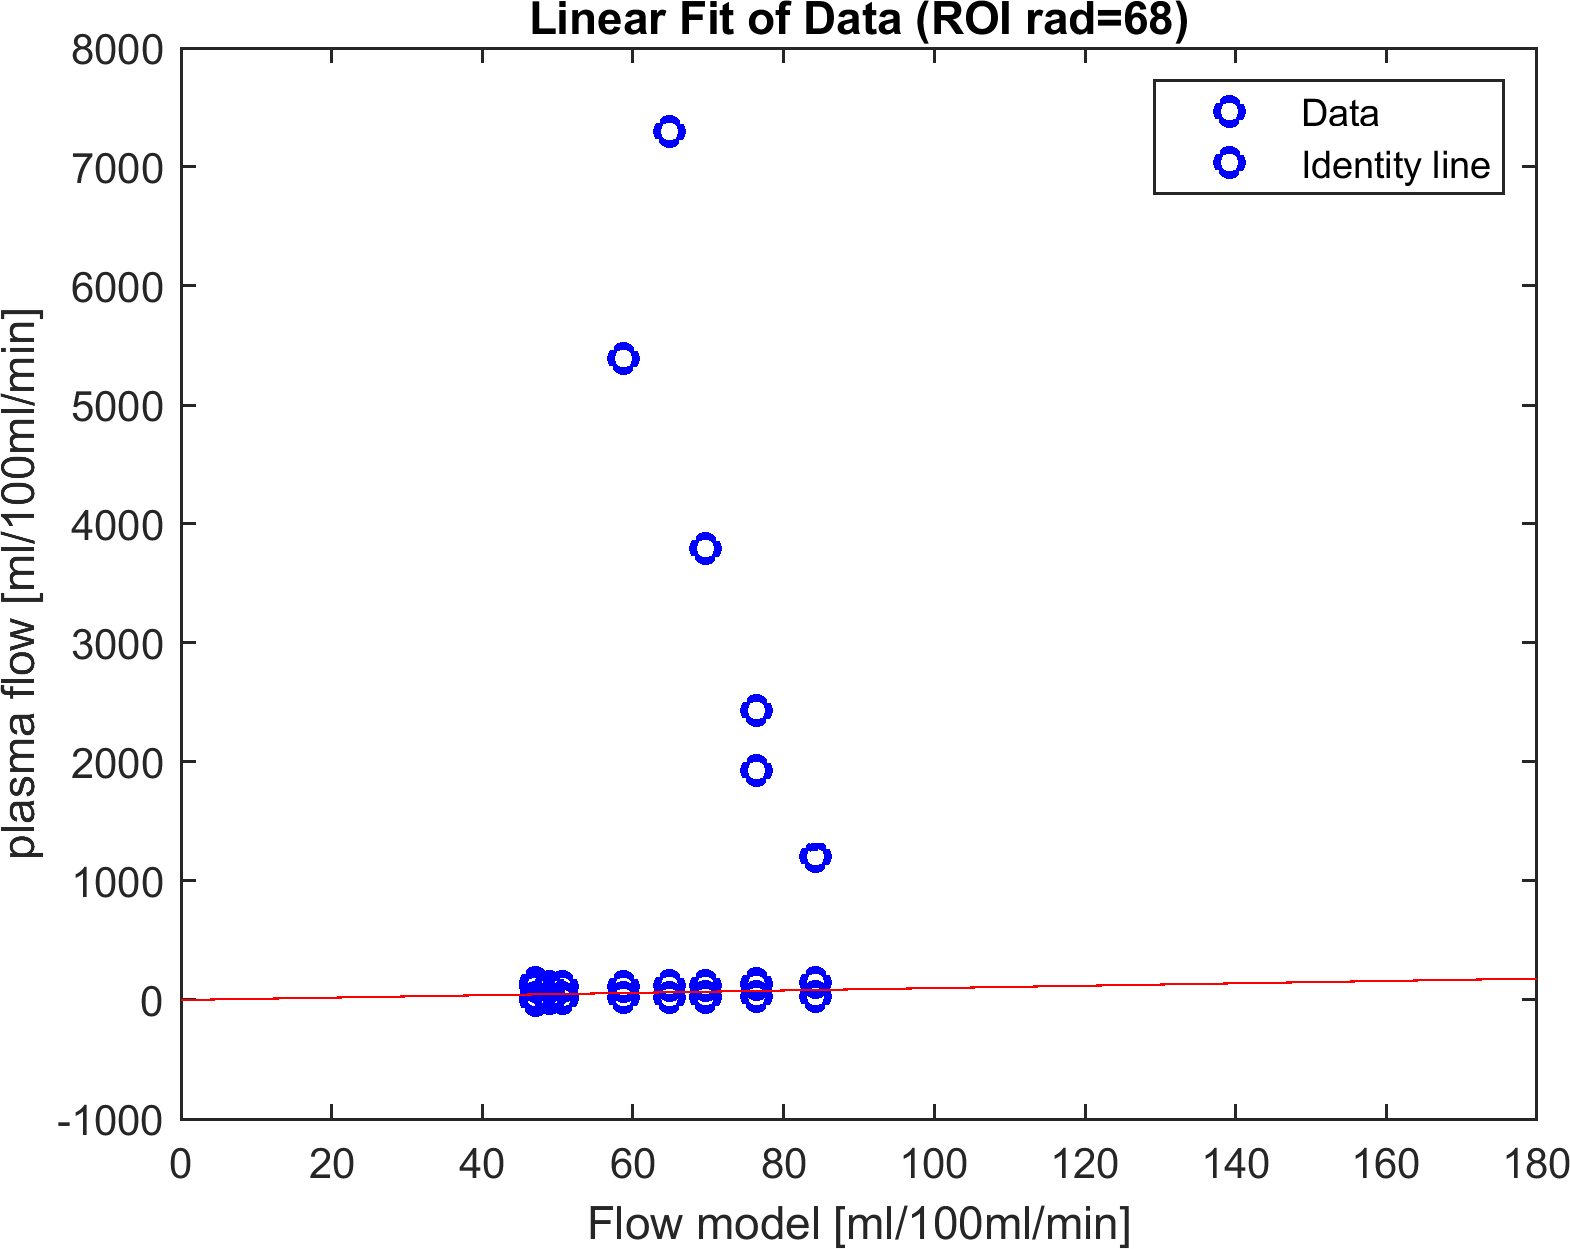 Linear Fit of Data (ROI rad=68)
8000
7000
6000
5000
4000
3000
2000
1000
0
-1000
plasma flow [ml/100ml/min]
Data
Identity line
0 20 40 60 80 100 120 140 160 180
Flow model [ml/100ml/min]